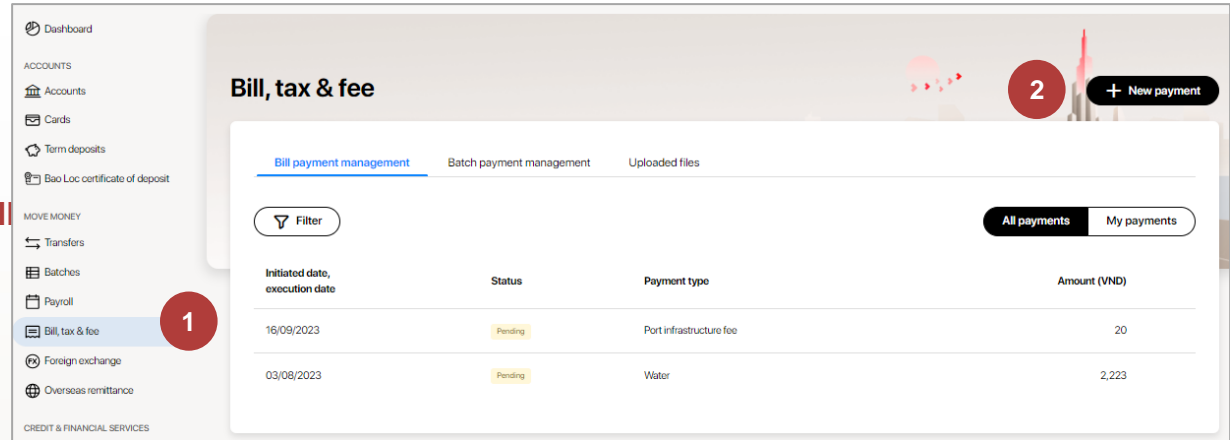 Dashboard
ACCOUNTS
Accounts
Cards
Term deposits
Bao Loc certificate of deposit
MOVE MONEY
Transfers
Batches
Payroll
Bill, tax & fee
1
FX Foreign exchange
Overseas remittance
CREDIT & FINANCIAL SERVICES
Bill, tax & fee
2
+ New payment
Bill payment management Batch payment management Uploaded files
Filter
All payments My payments
Initiated date,
execution date Status Payment type Amount (VND)
16/09/2023 Pending Port infrastructure fee 20
03/08/2023 Pending Water 2,223